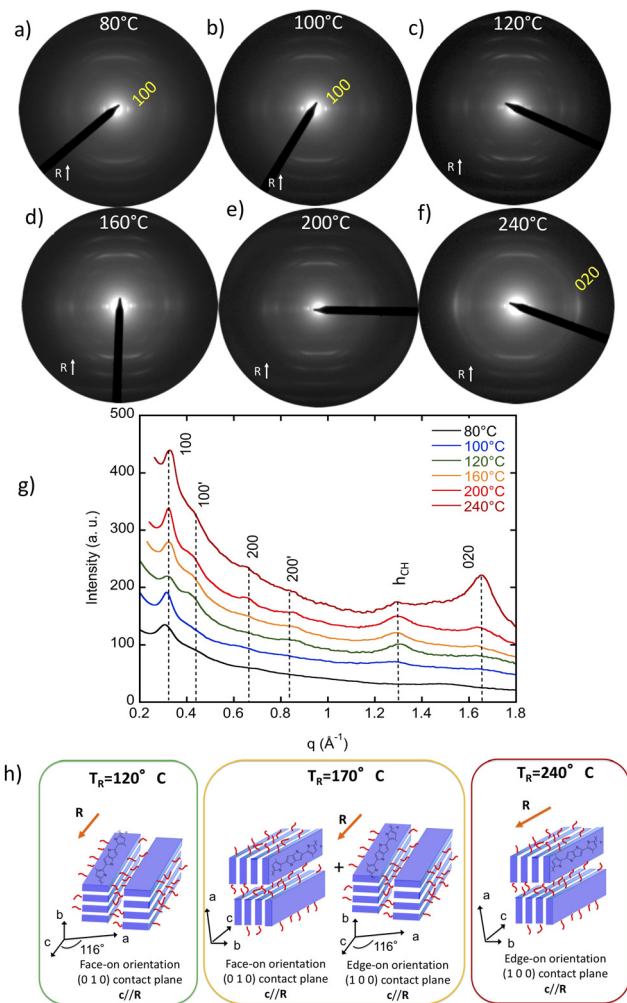 a)
80°C
100
R
b)
100°C
100
R
c)
120°C
R
d)
160°C
R
e)
200°C
R
f)
240°C
020
R
g)
500
400
300
200
100
0
Intensity (a. u.)
100
100'
200
200'
hCH
020
80°C
100°C
120°C
160°C
200°C
240°C
0.2 0.4 0.6 0.8 1 1.2 1.4 1.6 1.8
q (Å⁻¹)
h)
TR=120° C
R
b
c
a
116°
Face-on orientation
(0 1 0) contact plane
c//R
TR=170° C
R
+
a
c
b
Face-on orientation
(0 1 0) contact plane
c//R
b
c
a
116°
Edge-on orientation
(1 0 0) contact plane
c//R
TR=240° C
R
a
c
b
Edge-on orientation
(1 0 0) contact plane
c//R